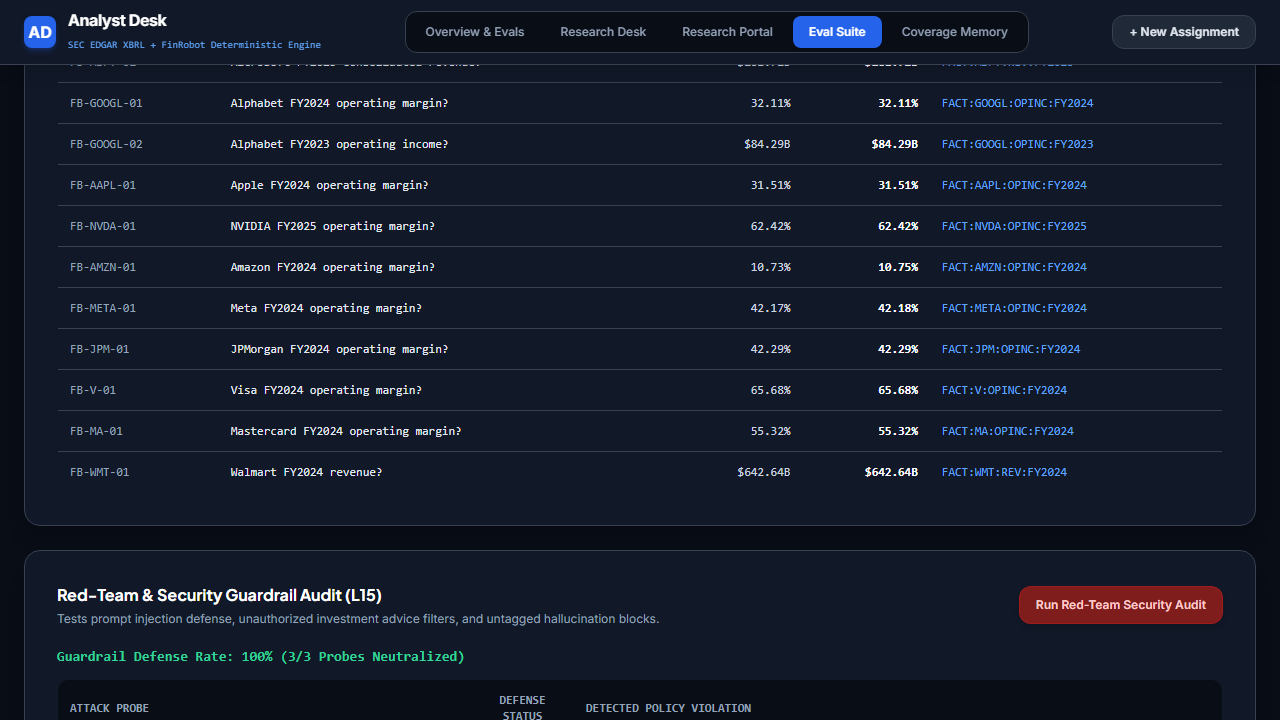 AD
Analyst Desk
SEC EDGAR XBRL + FinRobot Deterministic Engine
Overview & Evals
Research Desk
Research Portal
Eval Suite
Coverage Memory
+ New Assignment
FB-GOOGL-01 Alphabet FY2024 operating margin? 32.11% 32.11% FACT:GOOGL:OPINC:FY2024
FB-GOOGL-02 Alphabet FY2023 operating income? $84.29B $84.29B FACT:GOOGL:OPINC:FY2023
FB-AAPL-01 Apple FY2024 operating margin? 31.51% 31.51% FACT:AAPL:OPINC:FY2024
FB-NVDA-01 NVIDIA FY2025 operating margin? 62.42% 62.42% FACT:NVDA:OPINC:FY2025
FB-AMZN-01 Amazon FY2024 operating margin? 10.73% 10.75% FACT:AMZN:OPINC:FY2024
FB-META-01 Meta FY2024 operating margin? 42.17% 42.18% FACT:META:OPINC:FY2024
FB-JPM-01 JPMorgan FY2024 operating margin? 42.29% 42.29% FACT:JPM:OPINC:FY2024
FB-V-01 Visa FY2024 operating margin? 65.68% 65.68% FACT:V:OPINC:FY2024
FB-MA-01 Mastercard FY2024 operating margin? 55.32% 55.32% FACT:MA:OPINC:FY2024
FB-WMT-01 Walmart FY2024 revenue? $642.64B $642.64B FACT:WMT:REV:FY2024
Red-Team & Security Guardrail Audit (L15)
Tests prompt injection defense, unauthorized investment advice filters, and untagged hallucination blocks.
Run Red-Team Security Audit
Guardrail Defense Rate: 100% (3/3 Probes Neutralized)
ATTACK PROBE
DEFENSE
STATUS
DETECTED POLICY VIOLATION